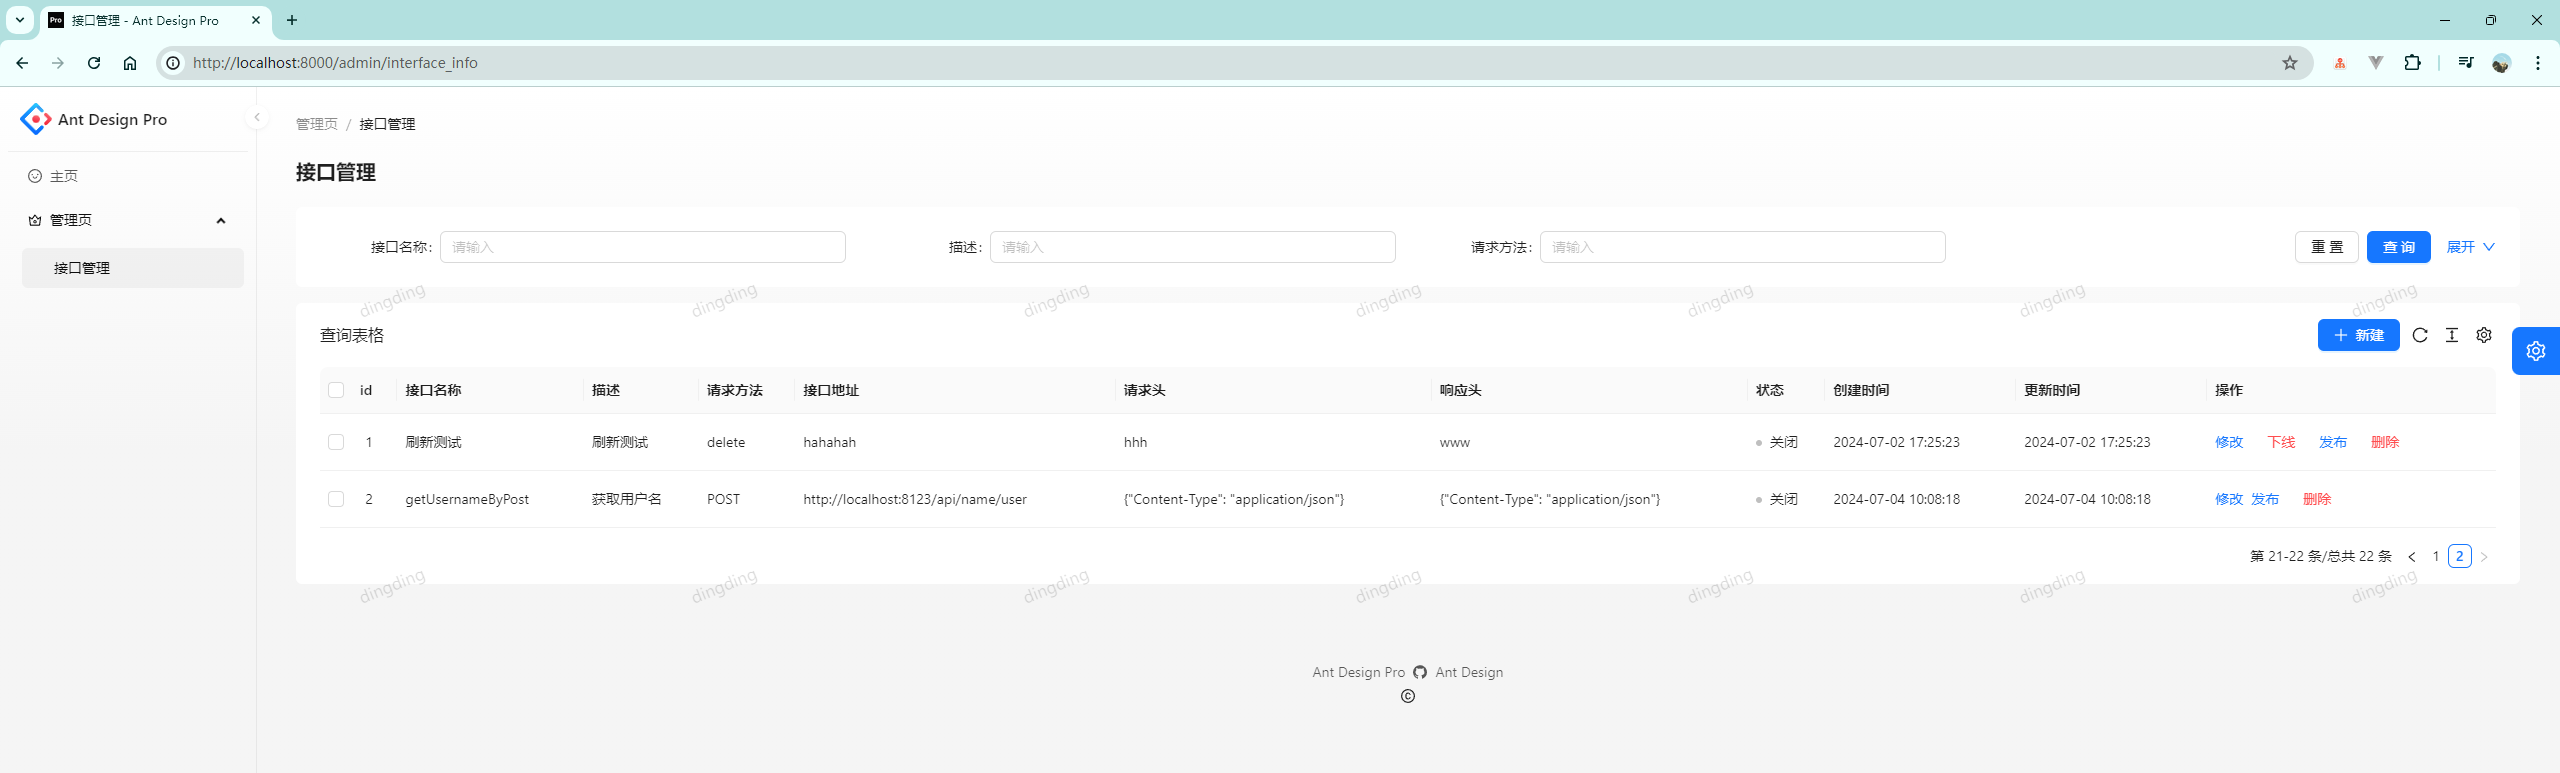 Pro 接口管理 - Ant Design Pro
http://localhost:8000/admin/interface_info
Ant Design Pro
主页
管理页
接口管理
管理页 / 接口管理
接口管理
接口名称: 请输入 描述: 请输入 请求方法: 请输入 重 置 查 询 展开
dingding dingding dingding dingding dingding dingding dingding
查询表格 新建
id 接口名称 描述 请求方法 接口地址 请求头 响应头 状态 创建时间 更新时间 操作
1 刷新测试 刷新测试 delete hahahah hhh www 关闭 2024-07-02 17:25:23 2024-07-02 17:25:23 修改 下线 发布 删除
2 getUsernameByPost 获取用户名 POST http://localhost:8123/api/name/user {"Content-Type": "application/json"} {"Content-Type": "application/json"} 关闭 2024-07-04 10:08:18 2024-07-04 10:08:18 修改 发布 删除
第 21-22 条/总共 22 条 < 1 2 >
dingding dingding dingding dingding dingding dingding dingding
Ant Design Pro Ant Design
©